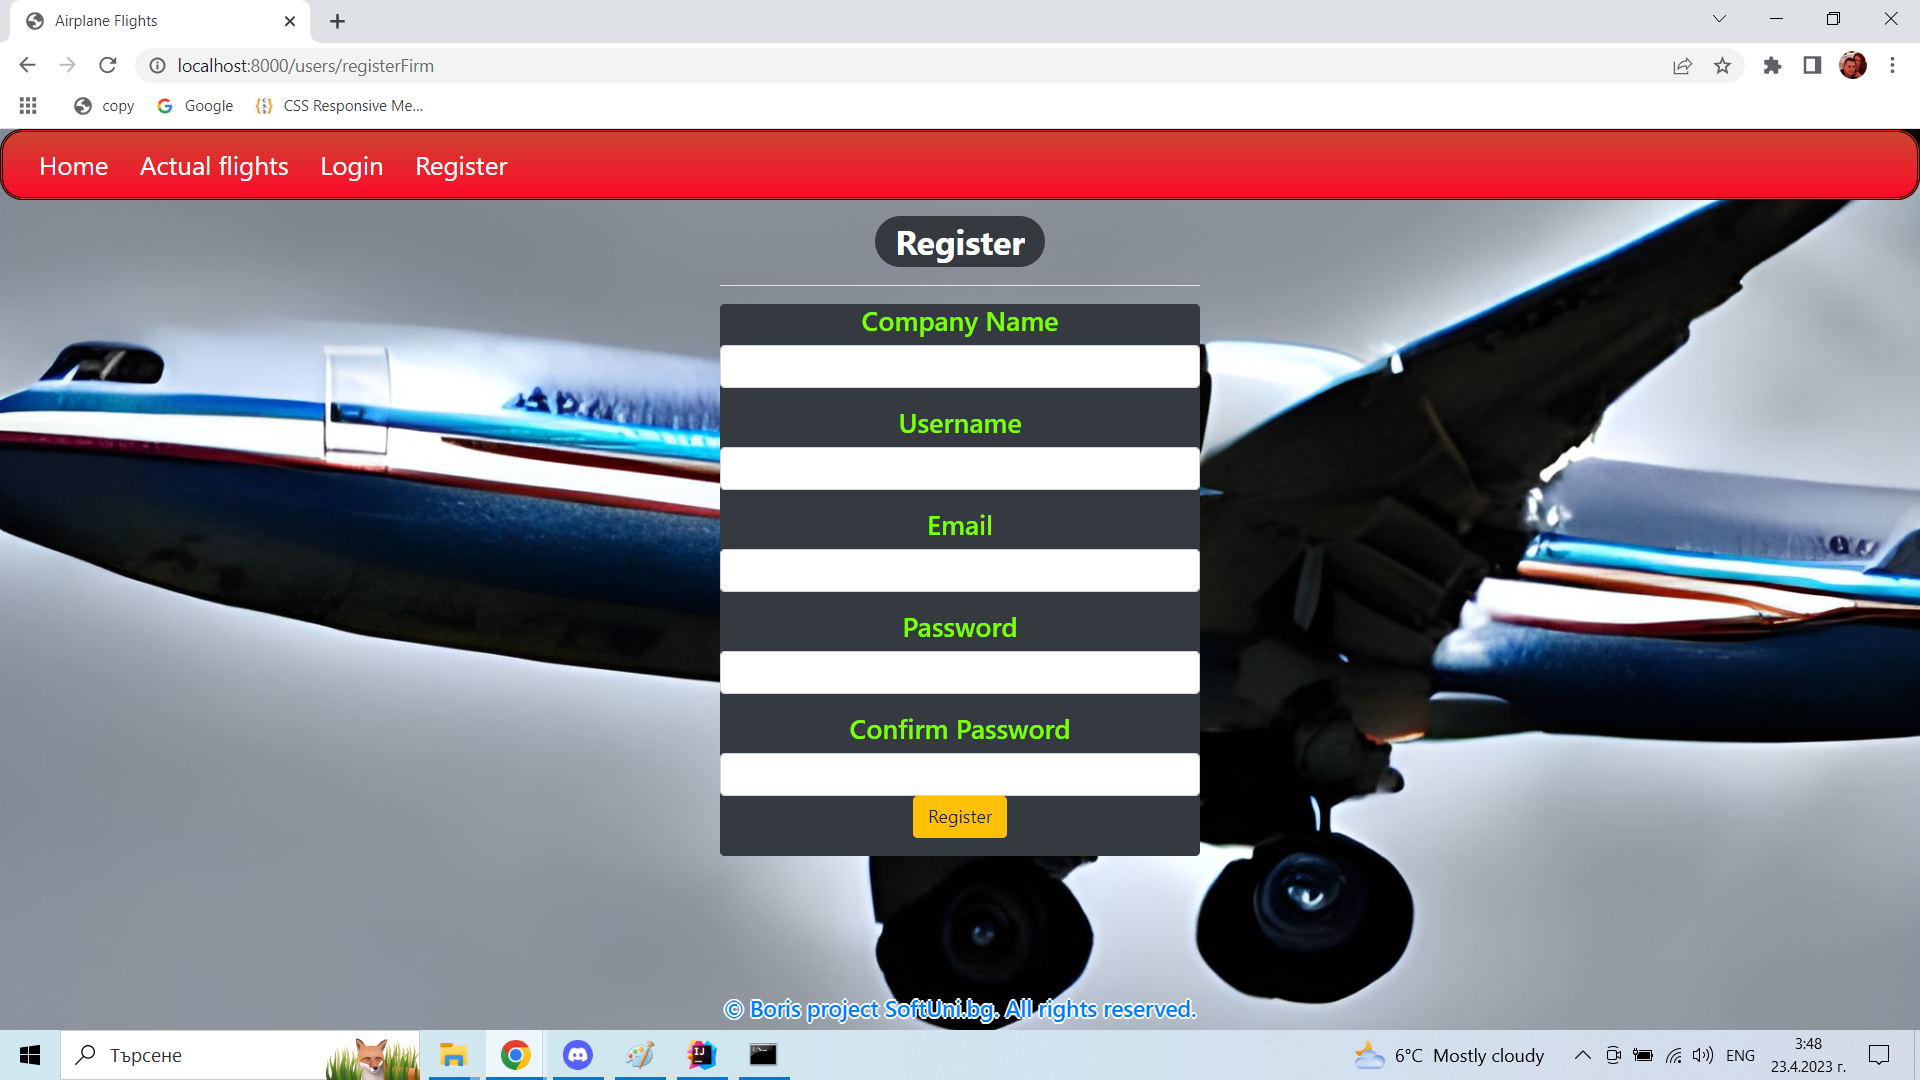 Airplane Flights
localhost:8000/users/registerFirm
copy Google CSS Responsive Me...
Home Actual flights Login Register
Register
Company Name
Username
Email
Password
Confirm Password
Register
© Boris project SoftUni.bg. All rights reserved.
Търсене
6°C Mostly cloudy
ENG
3:48
23.4.2023 г.